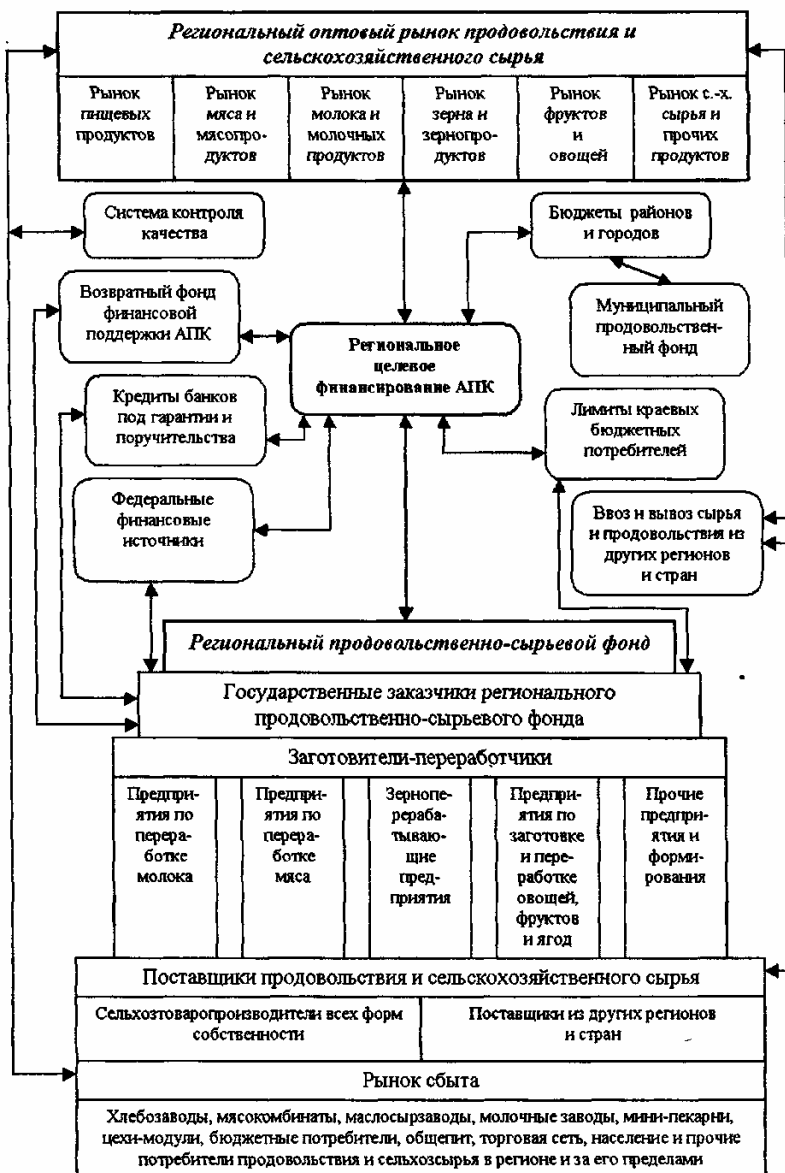 Региональный оптовый рынок продовольствия и
сельскохозяйственного сырья
Рынок
пищевых
продуктов
Рынок
мяса и
мясопро-
дуктов
Рынок
молока и
молочных
продуктов
Рынок
зерна и
зернопро-
дуктов
Рынок
фруктов
и
овощей
Рынок с.-х.
сырья и
прочих
продуктов
Система контроля
качества
Бюджеты районов
и городов
Возвратный фонд
финансовой
поддержки АПК
Муниципальный
продовольствен-
ный фонд
Региональное
целевое
финансирование АПК
Кредиты банков
под гарантии и
поручительства
Лимиты краевых
бюджетных
потребителей
Федеральные
финансовые
источники
Ввоз и вывоз сырья
и продовольствия из
других регионов
и стран
Региональный продовольственно-сырьевой фонд
Государственные заказчики регионального
продовольственно-сырьевого фонда
Заготовители-переработчики
Предпри-
ятия по
перера-
ботке
молока
Предпри-
ятия по
перера-
ботке
мяса
Зернопе-
рерaба-
тываю-
щие
пред-
приятия
Предпри-
ятия по
заготовке
и пере-
работке
овощей,
фруктов
и ягод
Прочие
предпри-
ятия и
форми-
рования
Поставщики продовольствия и сельскохозяйственного сырья
Сельхозтоваропроизводители всех форм
собственности
Поставщики из других регионов
и стран
Рынок сбыта
Хлебозаводы, мясокомбинаты, маслосырзаводы, молочные заводы, мини-пекарни,
цехи-модули, бюджетные потребители, общепит, торговая сеть, население и прочие
потребители продовольствия и сельхозсырья в регионе и за его пределами